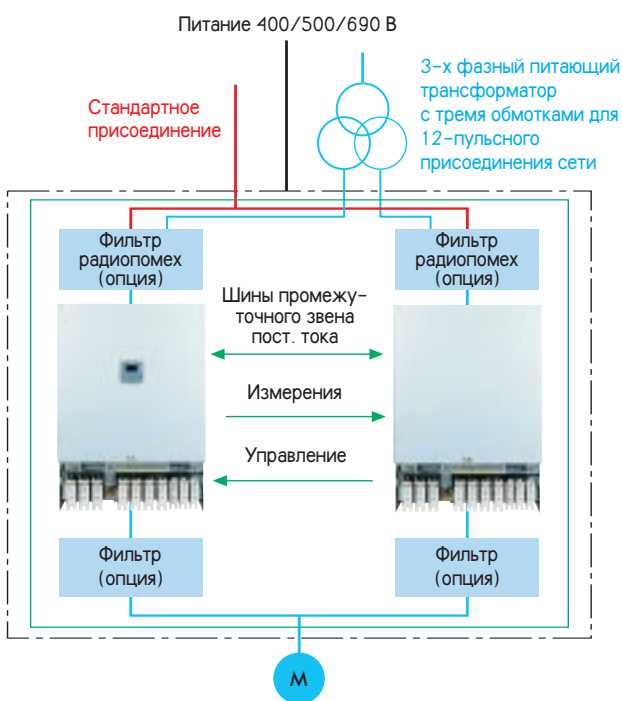 Питание 400/500/690 В
3-х фазный питающий
трансформатор
с тремя обмотками для
12-пульсного
присоединения сети
Стандартное
присоединение
Фильтр
радиопомех
(опция)
Фильтр
радиопомех
(опция)
Шины промежу-
точного звена
пост. тока
Измерения
Управление
Фильтр
(опция)
Фильтр
(опция)
М